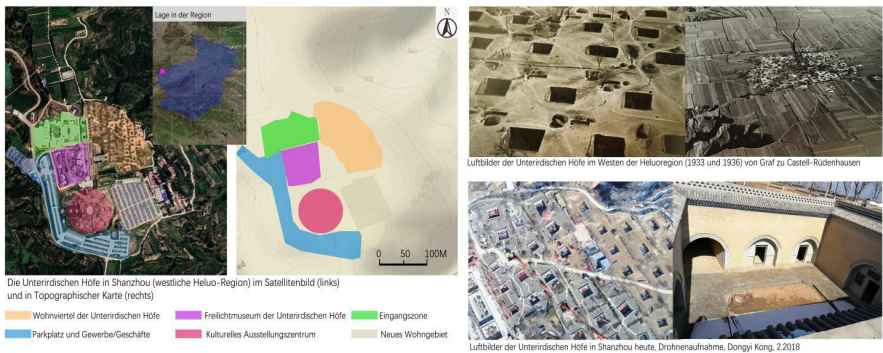 Lage in der Region
N
0 50 100M
Die Unterirdischen Höfe in Shanzhou (westliche Heluo-Region) im Satellitenbild (links)
und in Topographischer Karte (rechts)
Wohnviertel der Unterirdischen Höfe
Freilichtmuseum der Unterirdischen Höfe
Eingangszone
Parkplatz und Gewerbe/Geschäfte
Kulturelles Ausstellungszentrum
Neues Wohngebiet
Luftbilder der Unterirdischen Höfe im Westen der Heluoregion (1933 und 1936) von Graf zu Castell-Rüdenhausen
Luftbilder der Unterirdischen Höfe in Shanzhou heute, Drohnenaufnahme, Dongyi Kong, 2.2018